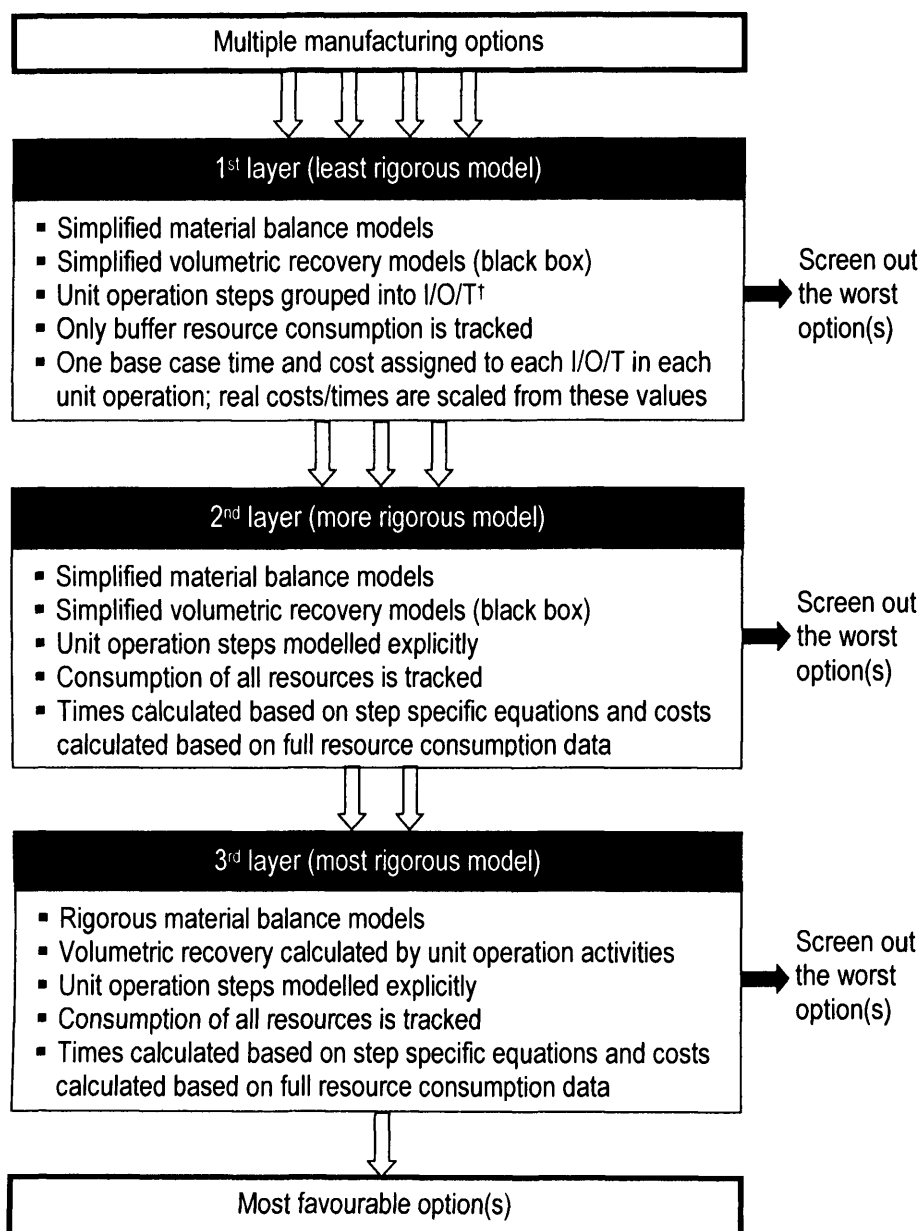 Multiple manufacturing options
1st layer (least rigorous model)
▪ Simplified material balance models
▪ Simplified volumetric recovery models (black box)
▪ Unit operation steps grouped into I/O/T†
▪ Only buffer resource consumption is tracked
▪ One base case time and cost assigned to each I/O/T in each
unit operation; real costs/times are scaled from these values
Screen out
the worst
option(s)
2nd layer (more rigorous model)
▪ Simplified material balance models
▪ Simplified volumetric recovery models (black box)
▪ Unit operation steps modelled explicitly
▪ Consumption of all resources is tracked
▪ Times calculated based on step specific equations and costs
calculated based on full resource consumption data
Screen out
the worst
option(s)
3rd layer (most rigorous model)
▪ Rigorous material balance models
▪ Volumetric recovery calculated by unit operation activities
▪ Unit operation steps modelled explicitly
▪ Consumption of all resources is tracked
▪ Times calculated based on step specific equations and costs
calculated based on full resource consumption data
Screen out
the worst
option(s)
Most favourable option(s)